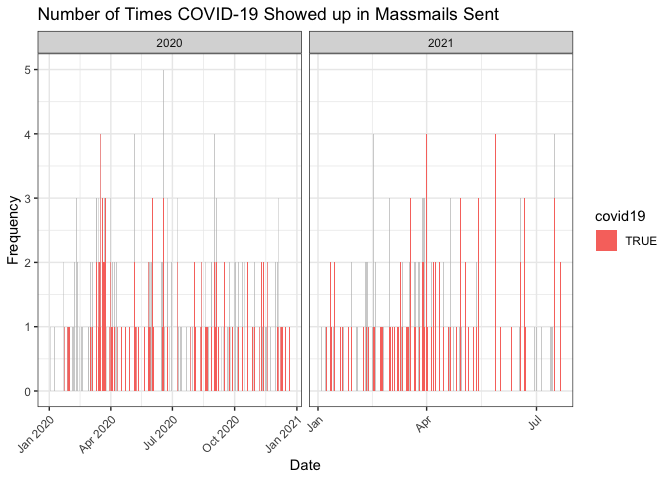 Number of Times COVID-19 Showed up in Massmails Sent
2020
2021
Frequency
5
4
3
2
1
0
Jan 2020
Apr 2020
Jul 2020
Oct 2020
Jan 2021
Jan
Apr
Jul
Date
covid19
TRUE